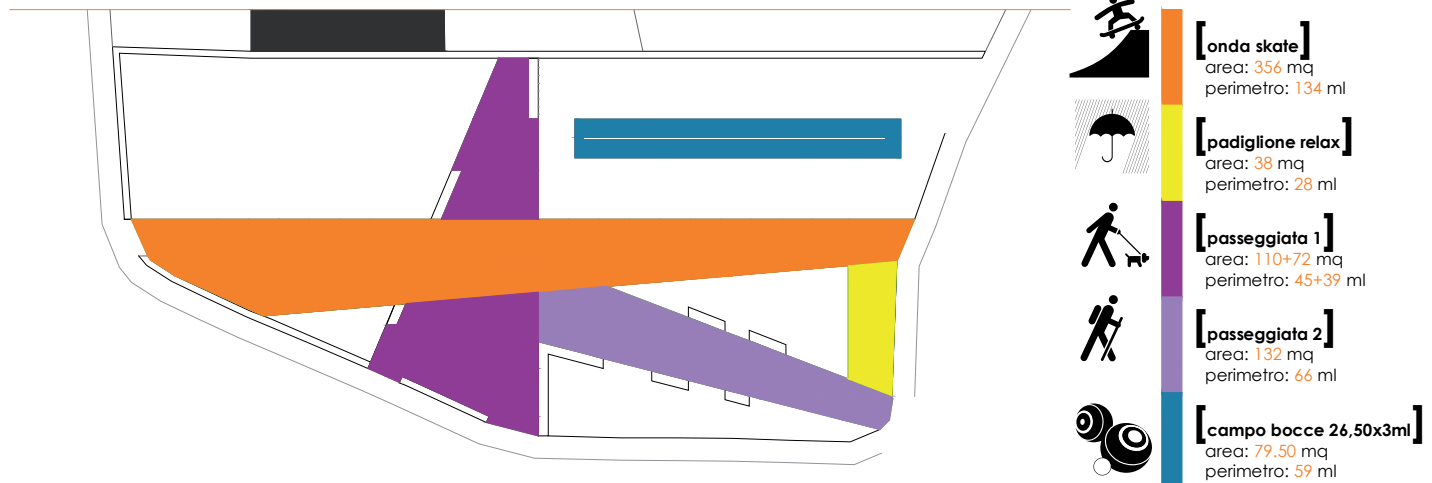 [onda skate]
area: 356 mq
perimetro: 134 ml
[padiglione relax]
area: 38 mq
perimetro: 28 ml
[passeggiata 1]
area: 110+72 mq
perimetro: 45+39 ml
[passeggiata 2]
area: 132 mq
perimetro: 66 ml
[campo bocce 26,50x3ml]
area: 79.50 mq
perimetro: 59 ml